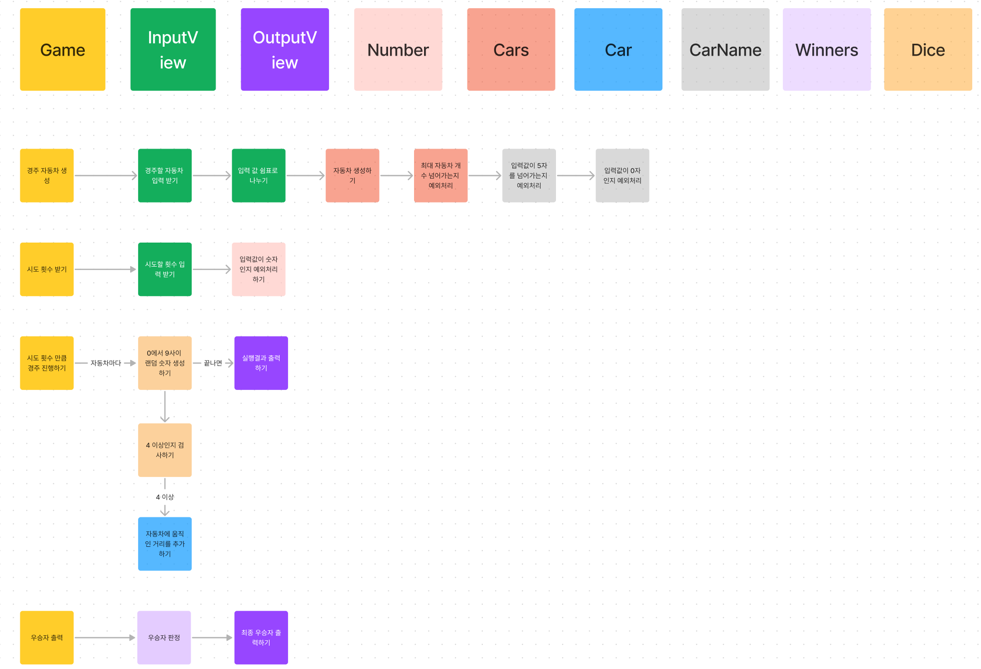 Game
InputV
iew
OutputV
iew
Number
Cars
Car
CarName
Winners
Dice
경주 자동차 생
성
경주할 자동차
입력 받기
입력 값 쉼표로
나누기
자동차 생성하
기
최대 자동차 개
수 넘어가는지
예외처리
입력값이 5자
를 넘어가는지
예외처리
입력값이 0자
인지 예외처리
시도 횟수 받기
시도할 횟수 입
력 받기
입력값이 숫자
인지 예외처리
하기
시도 횟수 만큼
경주 진행하기
자동차마다
0에서 9사이
랜덤 숫자 생성
하기
끝나면
실행결과 출력
하기
4 이상인지 검
사하기
4 이상
자동차에 움직
인 거리를 추가
하기
우승자 출력
우승자 판정
최종 우승자 출
력하기